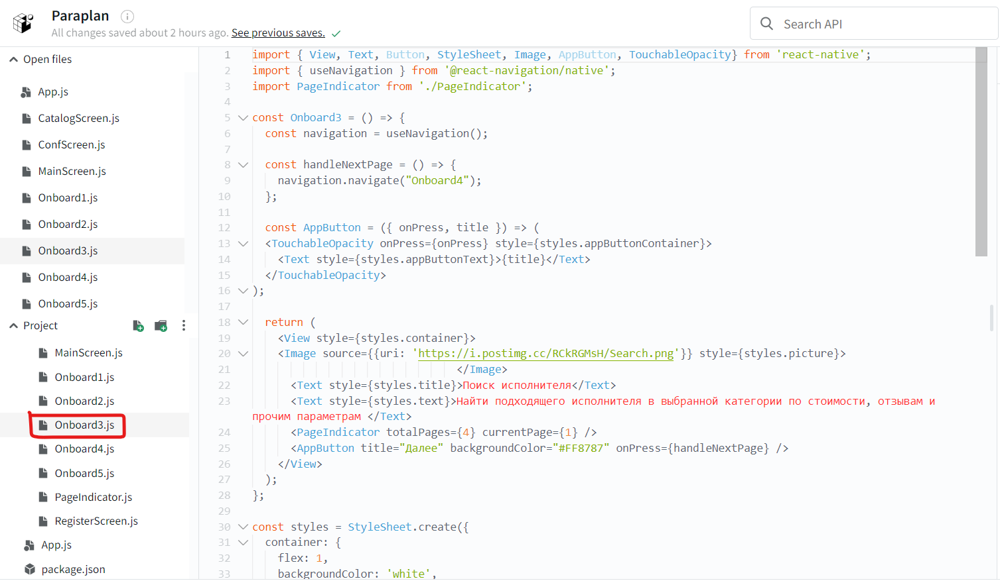 Paraplan
All changes saved about 2 hours ago. See previous saves.
Search API
Open files
App.js
CatalogScreen.js
ConfScreen.js
MainScreen.js
Onboard1.js
Onboard2.js
Onboard3.js
Onboard4.js
Onboard5.js
Project
MainScreen.js
Onboard1.js
Onboard2.js
Onboard3.js
Onboard4.js
Onboard5.js
PageIndicator.js
RegisterScreen.js
App.js
package.json
1 import { View, Text, Button, StyleSheet, Image, AppButton, TouchableOpacity} from 'react-native';
2 import { useNavigation } from '@react-navigation/native';
3 import PageIndicator from './PageIndicator';
4
5 const Onboard3 = () => {
6 const navigation = useNavigation();
7
8 const handleNextPage = () => {
9 navigation.navigate("Onboard4");
10 };
11
12 const AppButton = ({ onPress, title }) => (
13 <TouchableOpacity onPress={onPress} style={styles.appButtonContainer}>
14 <Text style={styles.appButtonText}>{title}</Text>
15 </TouchableOpacity>
16 );
17
18 return (
19 <View style={styles.container}>
20 <Image source={{uri: 'https://i.postimg.cc/RCkRGMsH/Search.png'}} style={styles.picture}>
21 </Image>
22 <Text style={styles.title}>Поиск исполнителя</Text>
23 <Text style={styles.text}>Найти подходящего исполнителя в выбранной категории по стоимости, отзывам и
прочим параметрам </Text>
24 <PageIndicator totalPages={4} currentPage={1} />
25 <AppButton title="Далее" backgroundColor="#FF8787" onPress={handleNextPage} />
26 </View>
27 );
28 };
29
30 const styles = StyleSheet.create({
31 container: {
32 flex: 1,
33 backgroundColor: 'white',